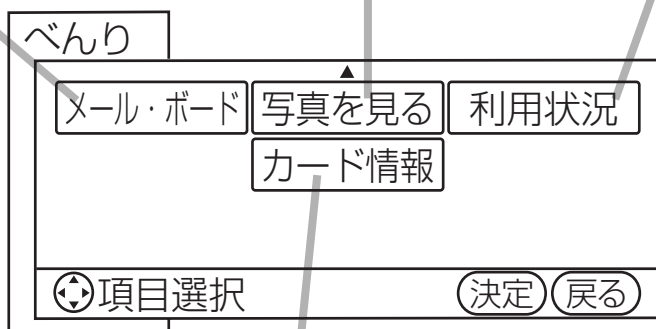 べんり
メール・ボード 写真を見る 利用状況
カード情報
項目選択 決定 戻る